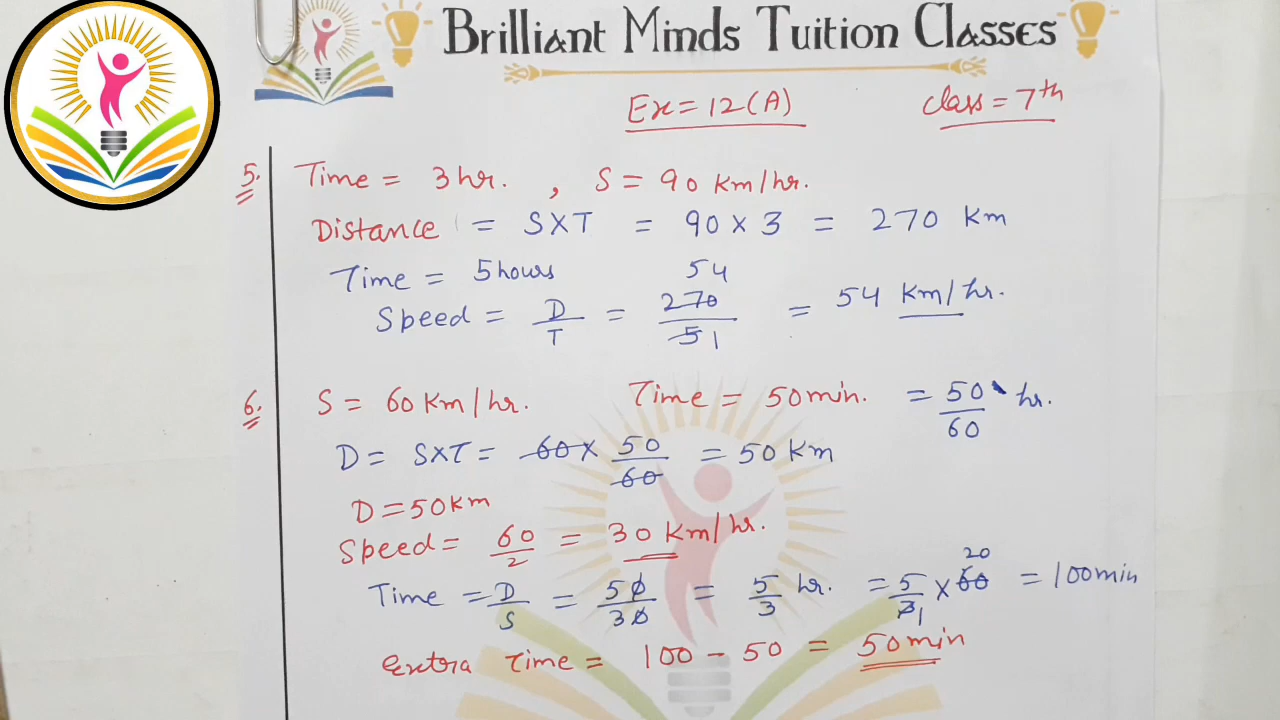 Brilliant Minds Tuition Classes
Ex = 12(A) Class = 7th
5. Time = 3 hr. , S = 90 Km/hr.
Distance = S×T = 90 × 3 = 270 Km
Time = 5 hours 54
Speed = D/T = 270/5 1 = 54 Km/hr.
6. S = 60 Km/hr. Time = 50 min. = 50/60 hr.
D = S×T = 60 × 50/60 = 50 Km
D = 50 Km
Speed = 60/2 = 30 Km/hr.
20
Time = D/S = 50/30 = 5/3 hr. = 5/3 1 × 60 = 100 min
extra Time = 100 - 50 = 50 min